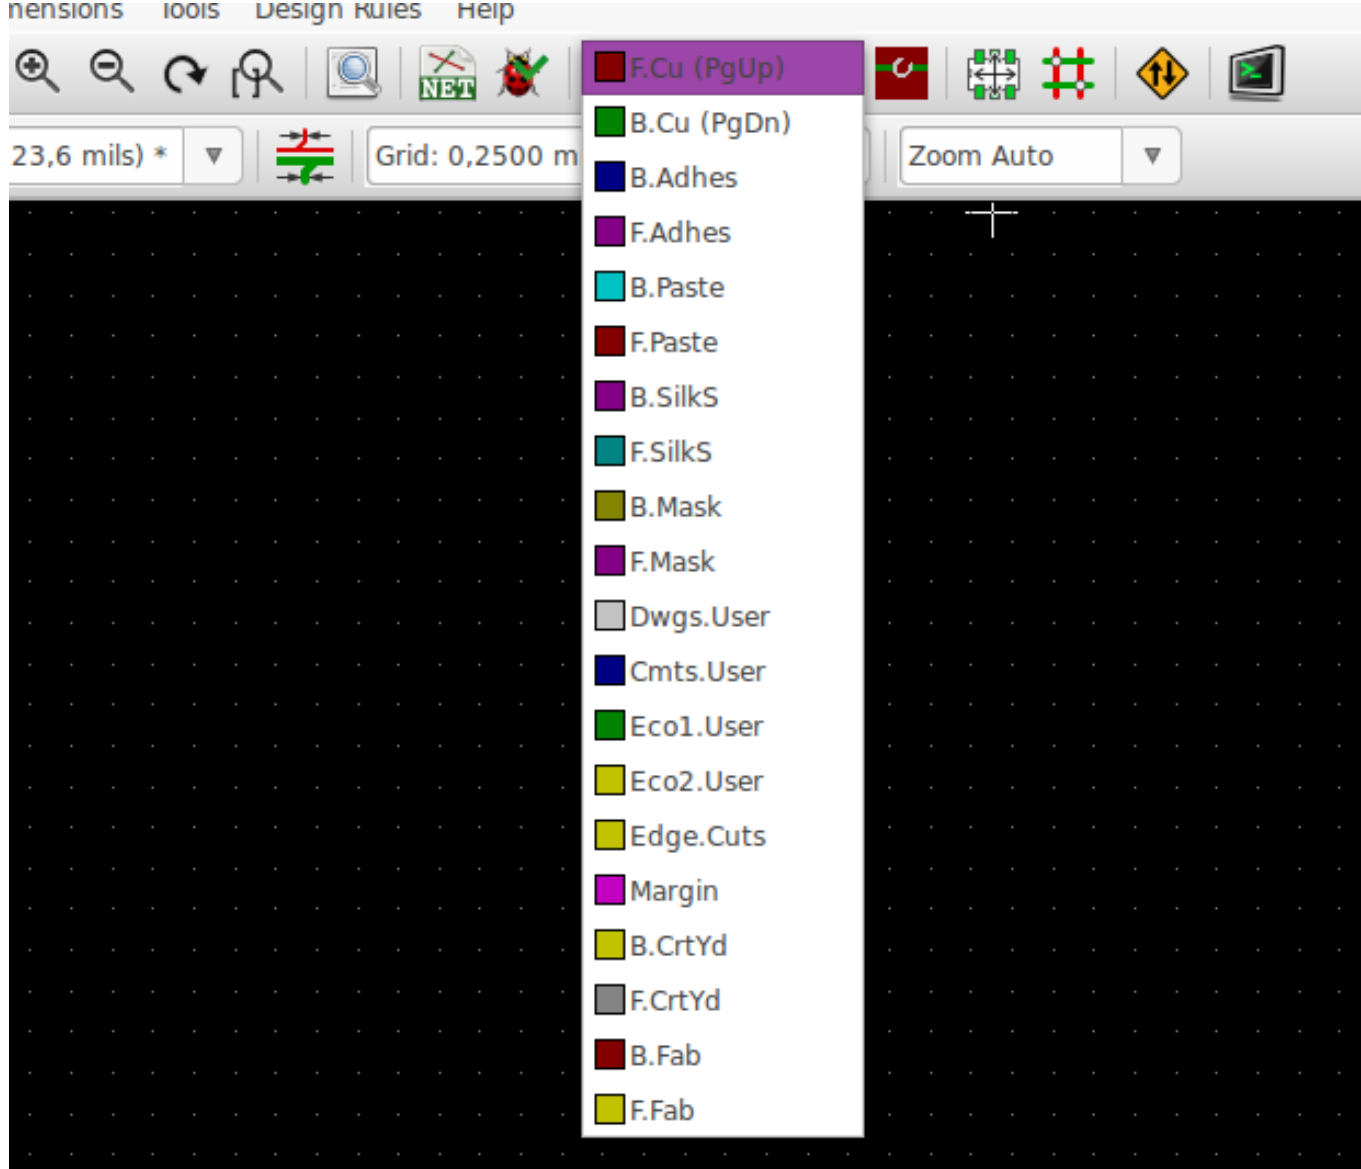 Tools Design Rules Help
NET
23,6 mils) * Grid: 0,2500 m Zoom Auto
F.Cu (PgUp)
B.Cu (PgDn)
B.Adhes
F.Adhes
B.Paste
F.Paste
B.SilkS
F.SilkS
B.Mask
F.Mask
Dwgs.User
Cmts.User
Eco1.User
Eco2.User
Edge.Cuts
Margin
B.CrtYd
F.CrtYd
B.Fab
F.Fab